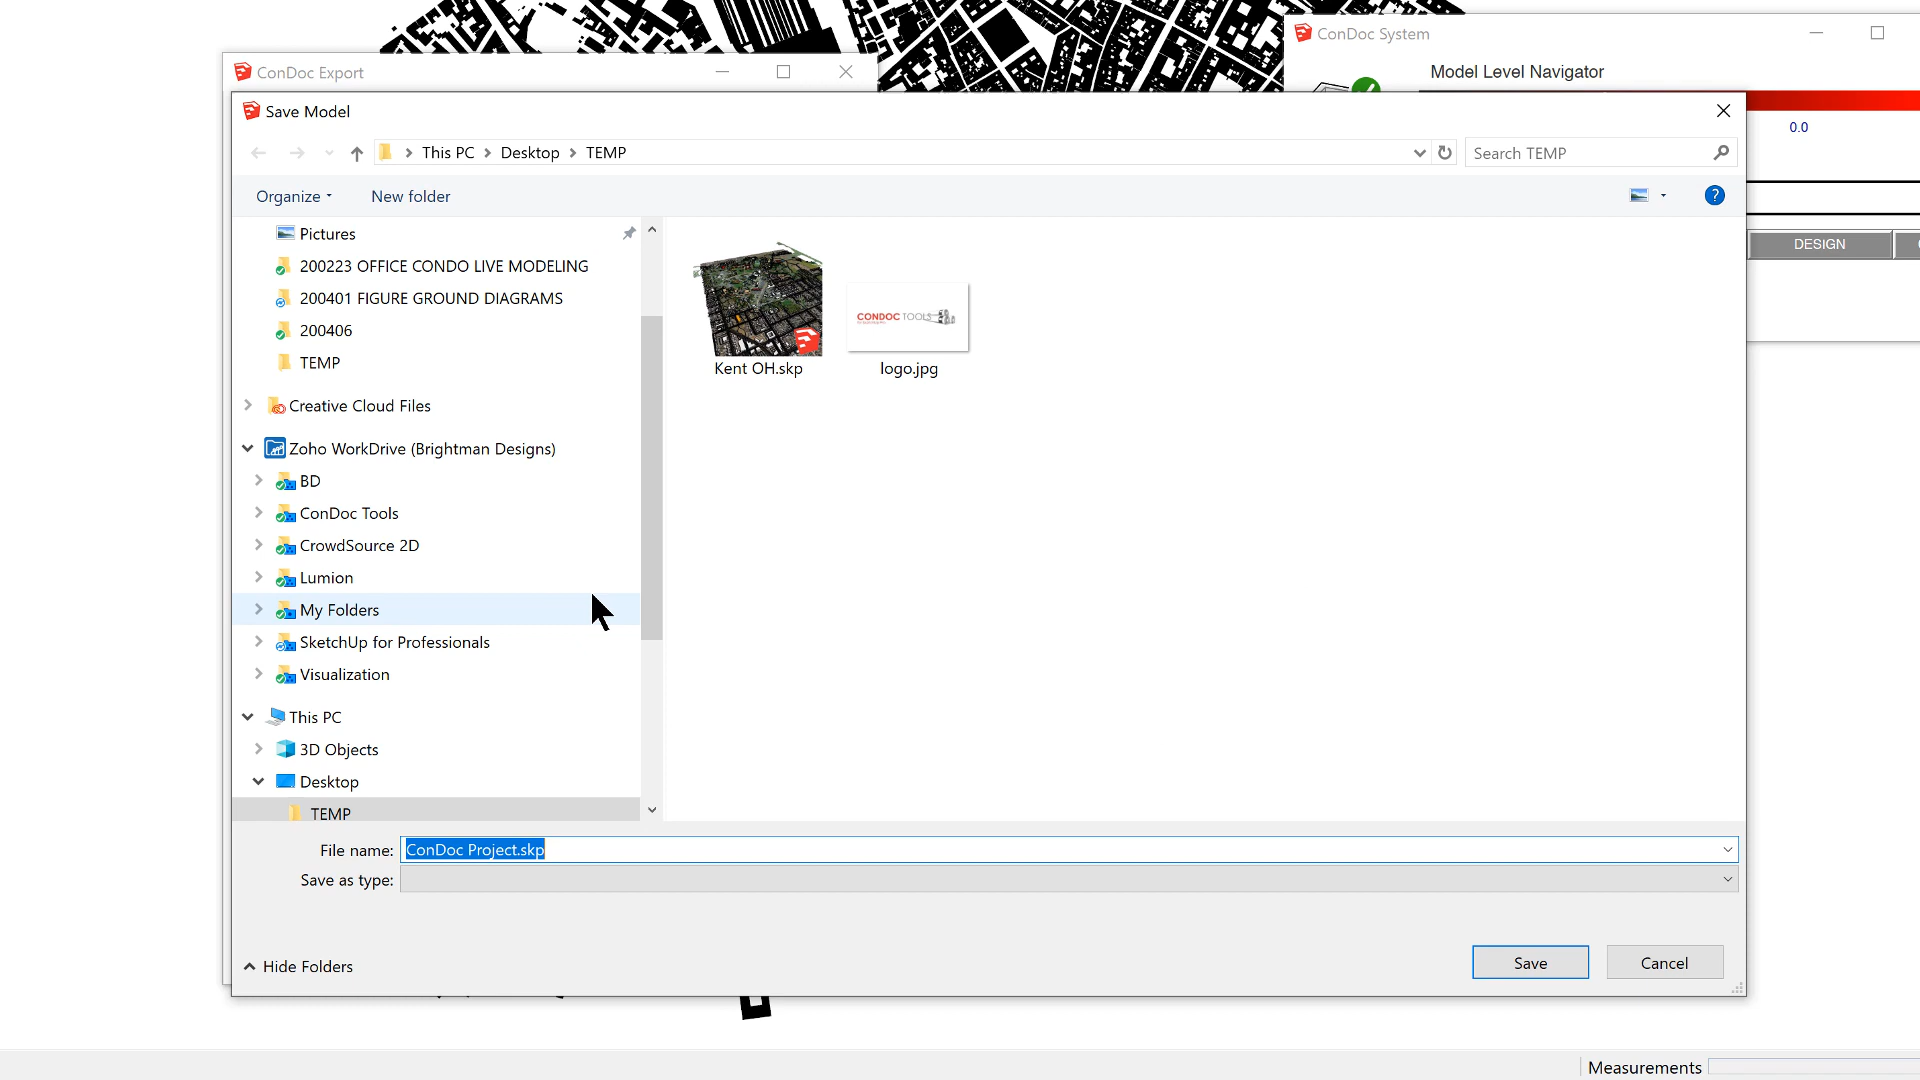 ConDoc System
ConDoc Export
Model Level Navigator
Save Model
0.0
This PC
Desktop
TEMP
Search TEMP
Organize
New folder
?
DESIGN
Pictures
200223 OFFICE CONDO LIVE MODELING
200401 FIGURE GROUND DIAGRAMS
200406
TEMP
Creative Cloud Files
Zoho WorkDrive (Brightman Designs)
BD
ConDoc Tools
CrowdSource 2D
Lumion
My Folders
SketchUp for Professionals
Visualization
This PC
3D Objects
Desktop
TEMP
CONDOC TOOLS
Kent OH.skp
logo.jpg
File name: ConDoc Project.skp
Save as type:
Hide Folders
Save
Cancel
Measurements